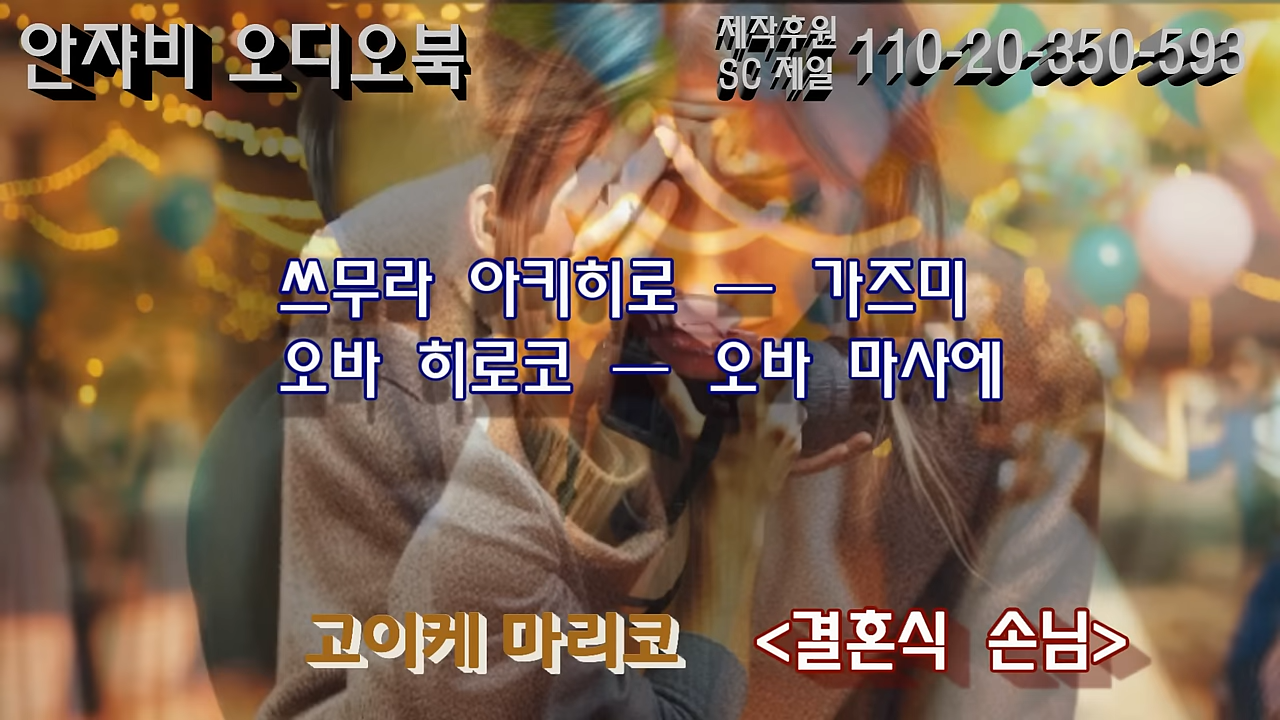 안쟈비 오디오북
제작후원
SC 제일
110-20-350-593
쓰무라 아키히로 — 가즈미
오바 히로코 — 오바 마사에
고이케 마리코
<결혼식 손님>